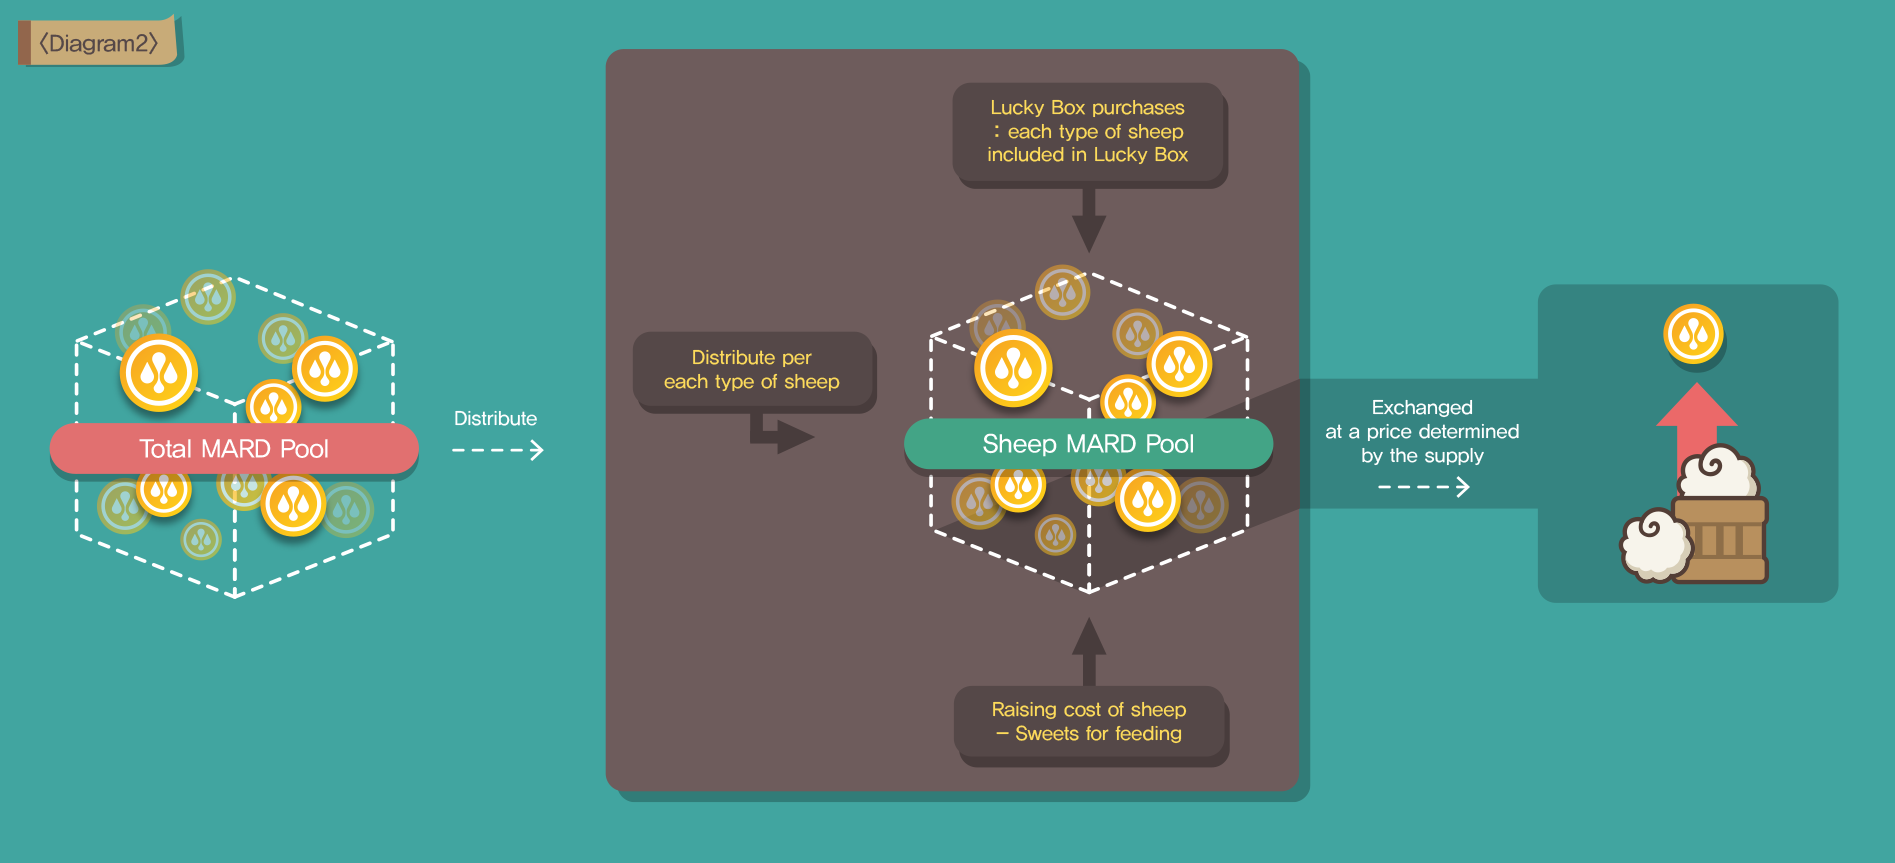 〈Diagram2〉
Total MARD Pool
Distribute
Distribute per
each type of sheep
Lucky Box purchases
: each type of sheep
included in Lucky Box
Sheep MARD Pool
Raising cost of sheep
– Sweets for feeding
Exchanged
at a price determined
by the supply